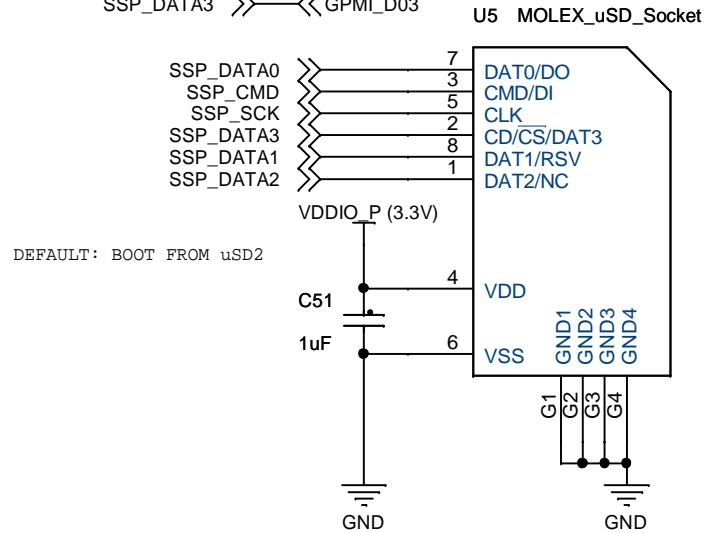 SSP_DATA3 GPMI_D03
U5 MOLEX_uSD_Socket
SSP_DATA0 7 DAT0/DO
SSP_CMD 3 CMD/DI
SSP_SCK 5 CLK
SSP_DATA3 2 CD/CS/DAT3
SSP_DATA1 8 DAT1/RSV
SSP_DATA2 1 DAT2/NC
VDDIO_P (3.3V)
DEFAULT: BOOT FROM uSD2
4 VDD
C51
1uF
6 VSS
GND1
GND2
GND3
GND4
G1
G2
G3
G4
GND
GND